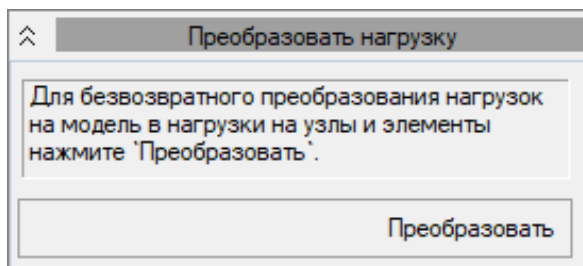 Преобразовать нагрузку
Для безвозвратного преобразования нагрузок
на модель в нагрузки на узлы и элементы
нажмите `Преобразовать`.
Преобразовать